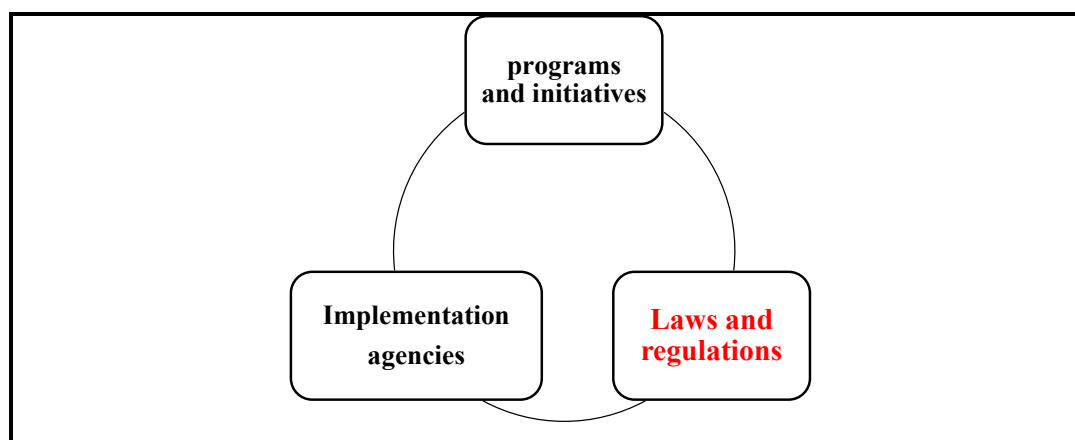 programs
and initiatives
Implementation
agencies
Laws and
regulations